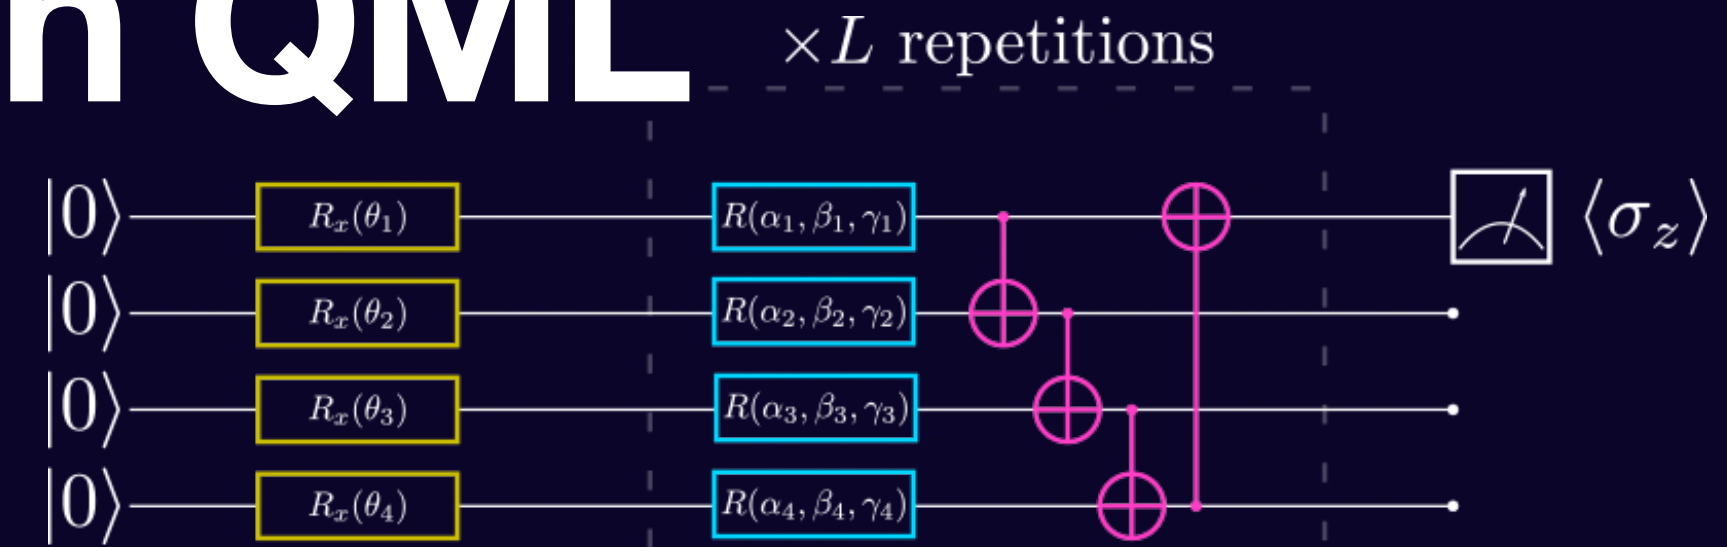 n QML
×L repetitions
|0⟩ Rₓ(θ₁) R(α₁, β₁, γ₁) ⟨σ_z⟩
|0⟩ Rₓ(θ₂) R(α₂, β₂, γ₂)
|0⟩ Rₓ(θ₃) R(α₃, β₃, γ₃)
|0⟩ Rₓ(θ₄) R(α₄, β₄, γ₄)